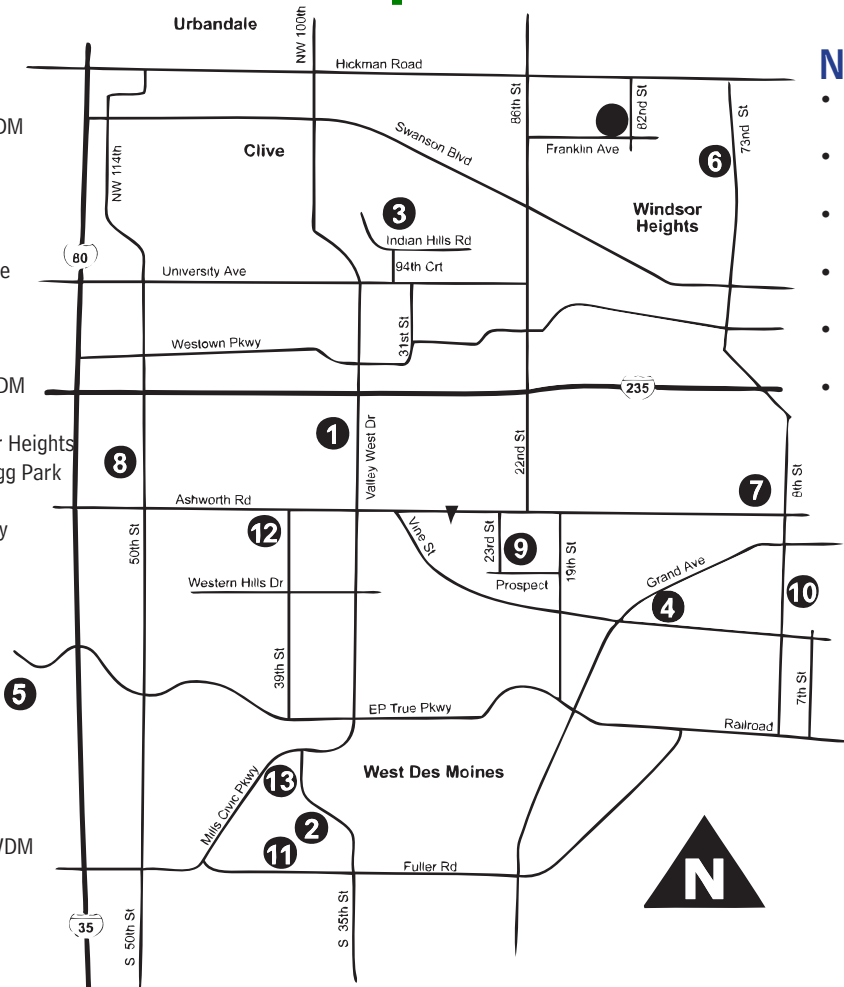 Urbandale
NW 100th
Hickman Road
86th St
82nd St
73nd St
N
•
DM
•
Swanson Blvd
Franklin Ave
Clive
6
NW 114th
•
3
Windsor
Heights
•
Indian Hills Rd
80
94th Crt
e
University Ave
•
31st St
•
Westown Pkwy
DM
235
•
1
Valley West Dr
r Heights
8
22nd St
gg Park
7
8th St
Ashworth Rd
y
50th St
12
Vine St
23rd St
9
19th St
Western Hills Dr
Prospect
Grand Ave
4
10
39th St
5
7th St
EP True Pkwy
Railroad
Mills Civic Pkwy
13
West Des Moines
2
WDM
11
Fuller Rd
N
35
S 50th St
S 35th St